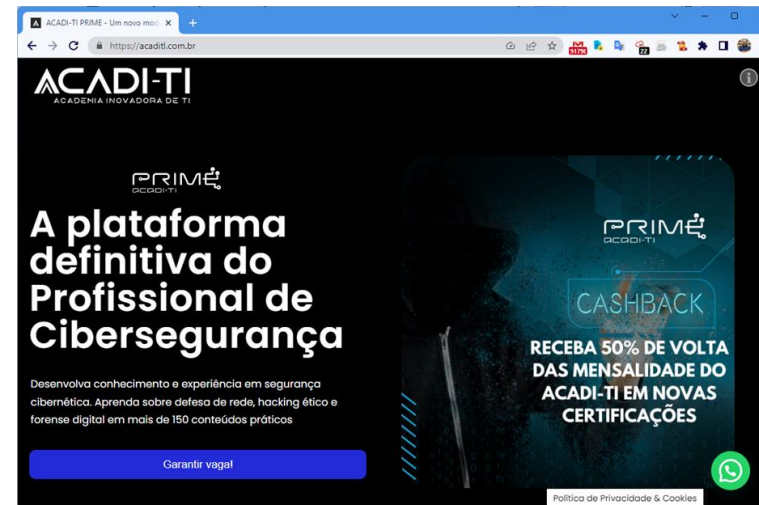 ACADI-TI PRIME - Um novo mod
https://acaditi.com.br
917K
22
ACADI-TI
ACADEMIA INOVADORA DE TI
PRIME
ACADI-TI
A plataforma
definitiva do
Profissional de
Cibersegurança
Desenvolva conhecimento e experiência em segurança
cibernética. Aprenda sobre defesa de rede, hacking ético e
forense digital em mais de 150 conteúdos práticos
Garantir vaga!
PRIME
ACADI-TI
CASHBACK
RECEBA 50% DE VOLTA
DAS MENSALIDADE DO
ACADI-TI EM NOVAS
CERTIFICAÇÕES
Política de Privacidade & Cookies